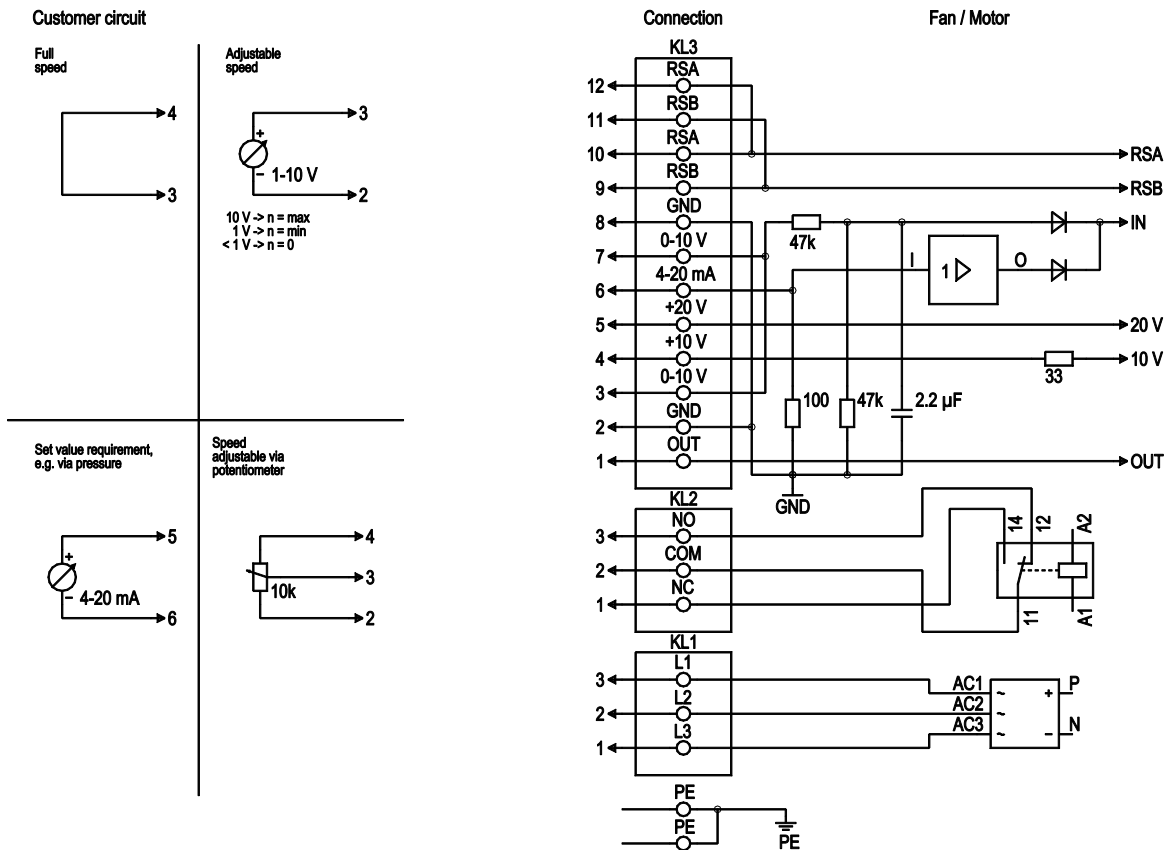 Customer circuit
Full
speed
4
3
Adjustable
speed
3
+
1-10 V
–
2
10 V -> n = max
1 V -> n = min
< 1 V -> n = 0
Set value requirement,
e.g. via pressure
5
+
4-20 mA
–
6
Speed
adjustable via
potentiometer
4
3
10k
2
Connection
Fan / Motor
KL3
RSA
12
RSB
11
RSA
10
RSA
RSB
9
RSB
GND
8
IN
47k
0-10 V
7
I
1
O
4-20 mA
6
+20 V
5
20 V
+10 V
4
10 V
33
0-10 V
3
100
47k
2.2 µF
GND
2
OUT
1
OUT
GND
KL2
NO
3
COM
2
NC
1
14
12
A2
11
A1
KL1
L1
3
L2
2
L3
1
AC1
AC2
AC3
~
~
~
+
–
P
N
PE
PE
PE